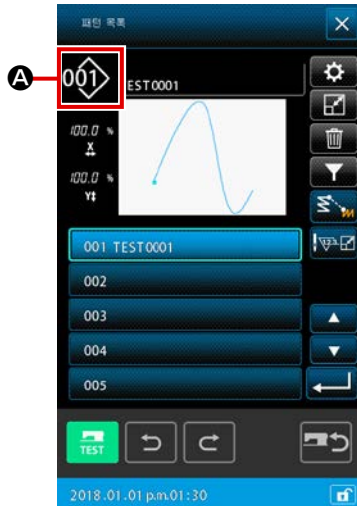 패턴 목록
A
001
TEST0001
100.0 %
X
100.0 %
Y
001 TEST0001
002
003
004
005
TEST
2018.01.01 p.m.01:30